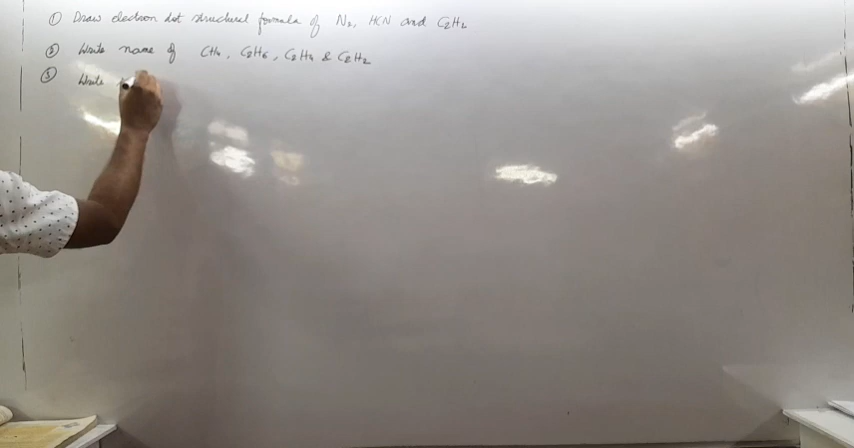 ① Draw electron dot structural formula of N₂, HCN and C₂H₂
② Write name of CH₄, C₂H₆, C₂H₄ & C₂H₂
③ Write